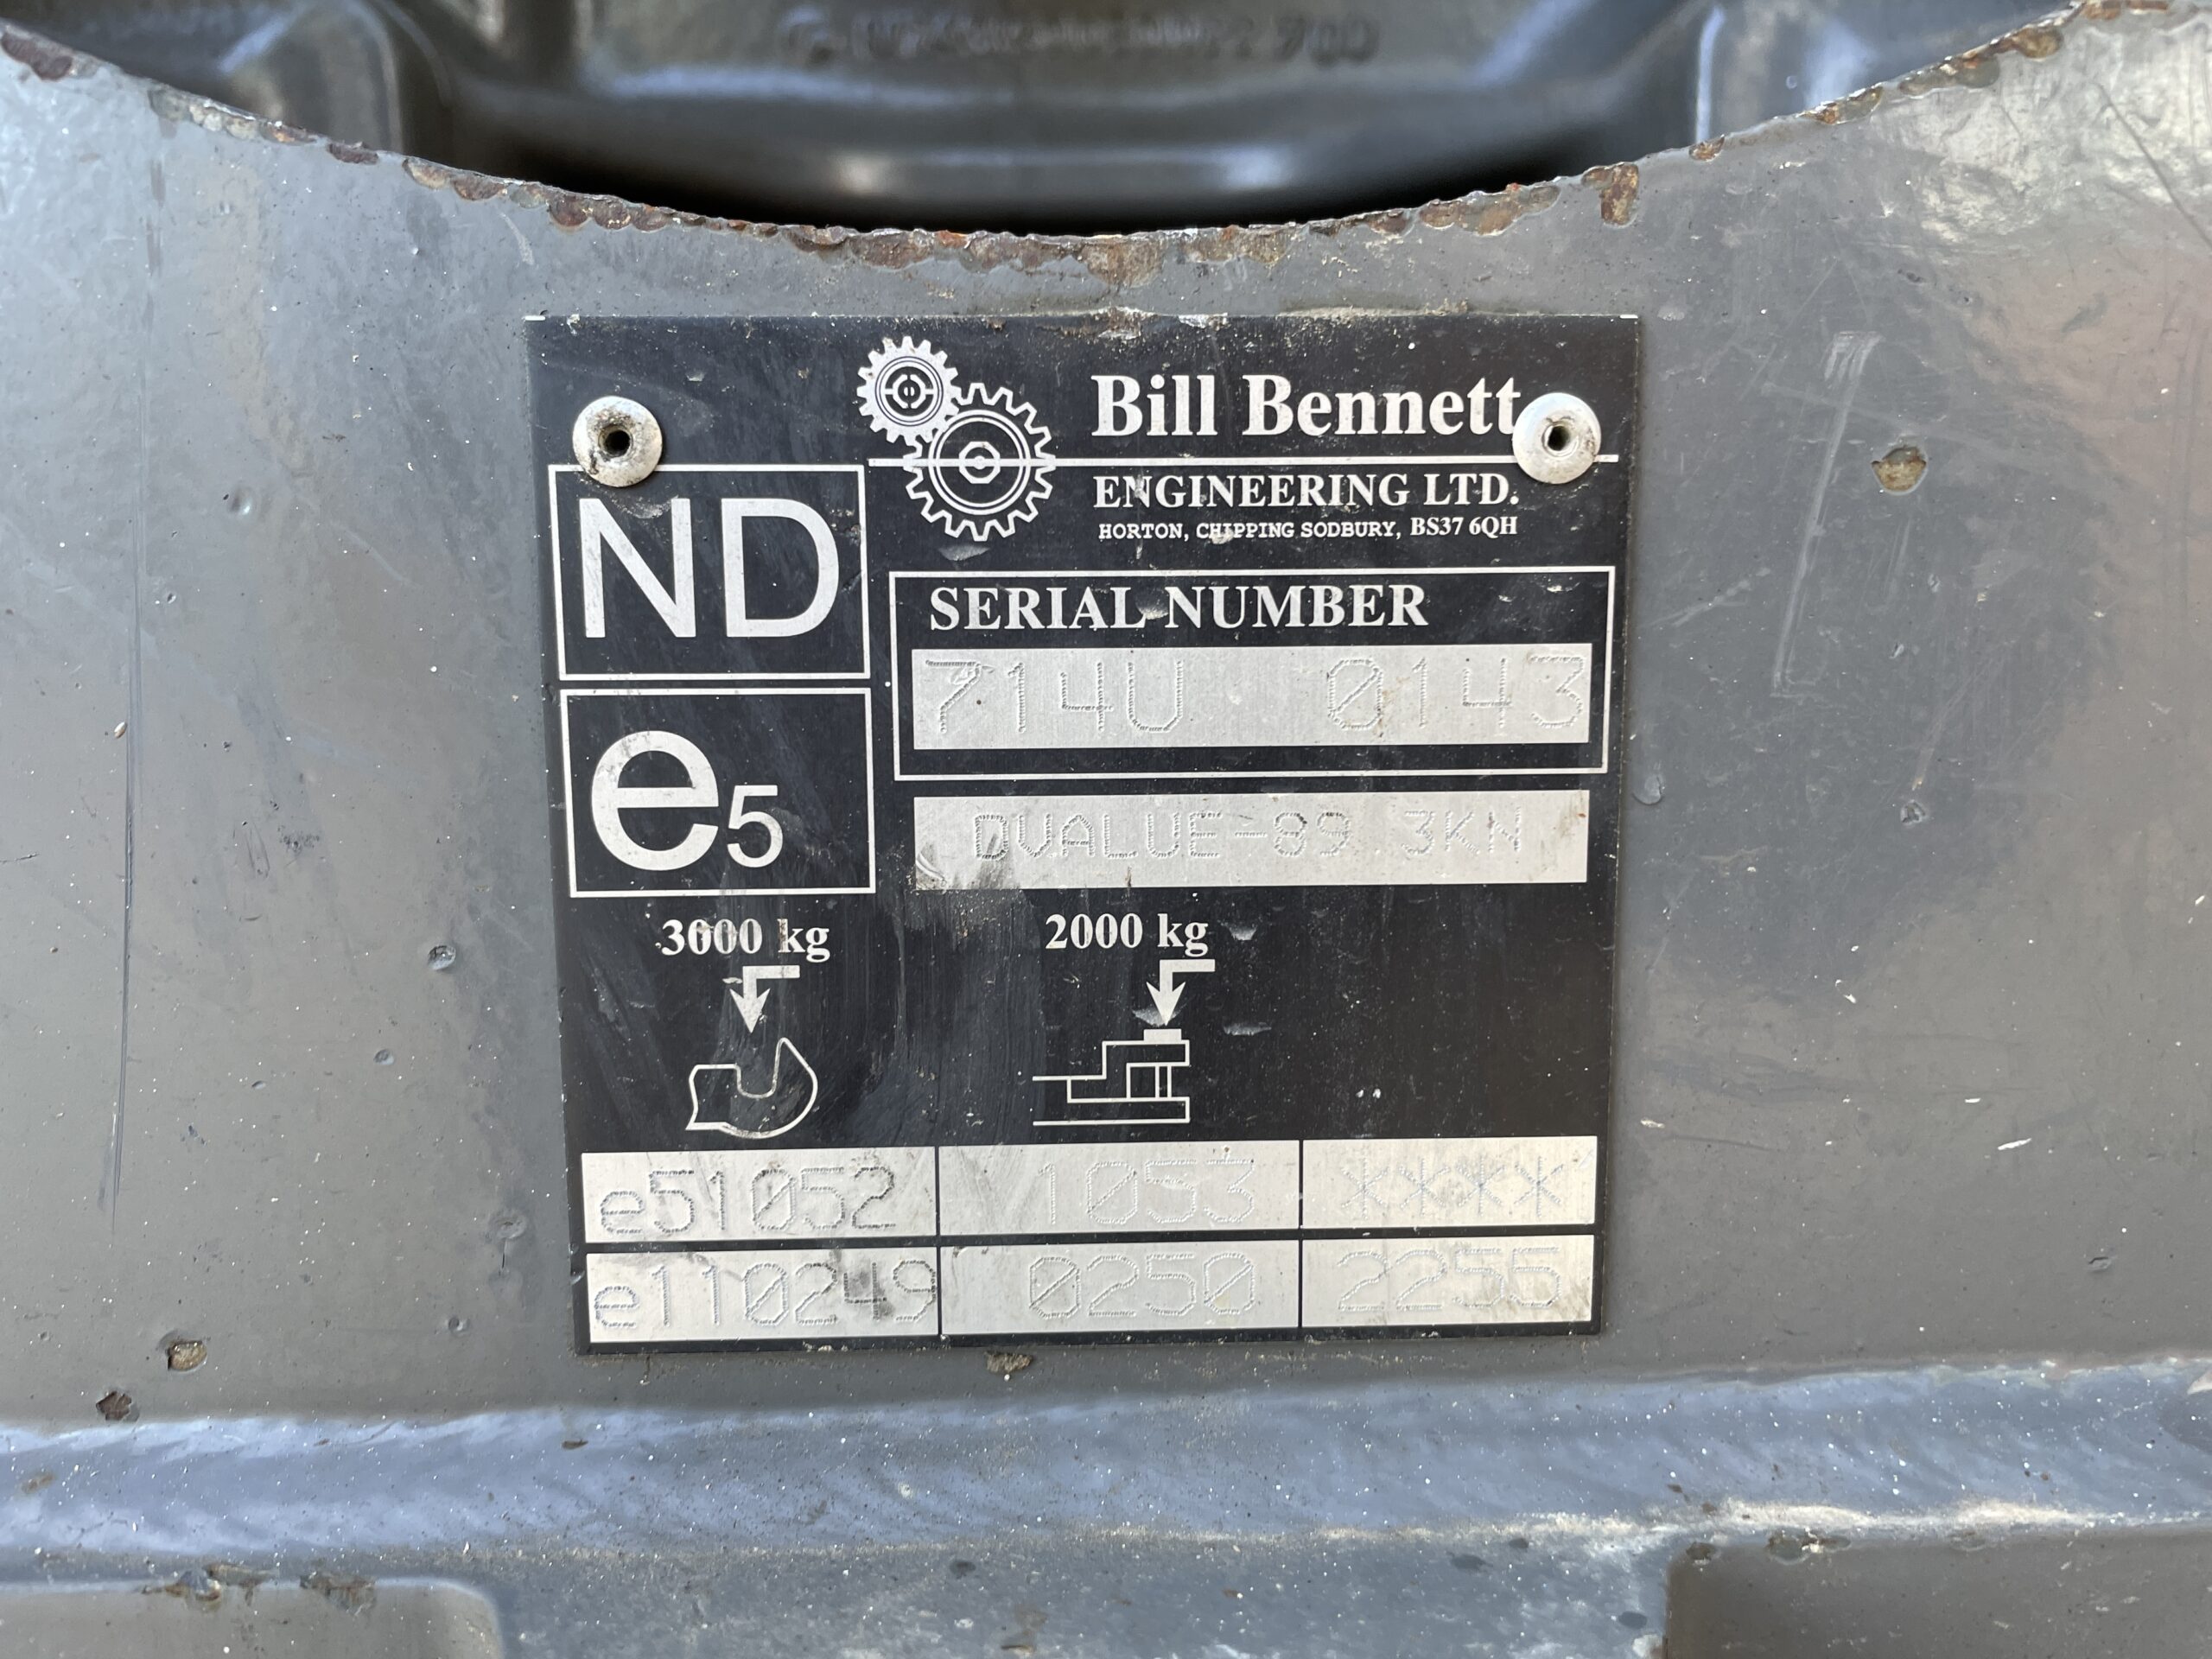 Bill Bennett
ENGINEERING LTD.
HORTON, CHIPPING SODBURY, BS37 6QH
ND
SERIAL NUMBER
714U 0143
e5
DVALUE-89.3KN
3000 kg 2000 kg
e51052 1053 ****
e110249 0250 2255